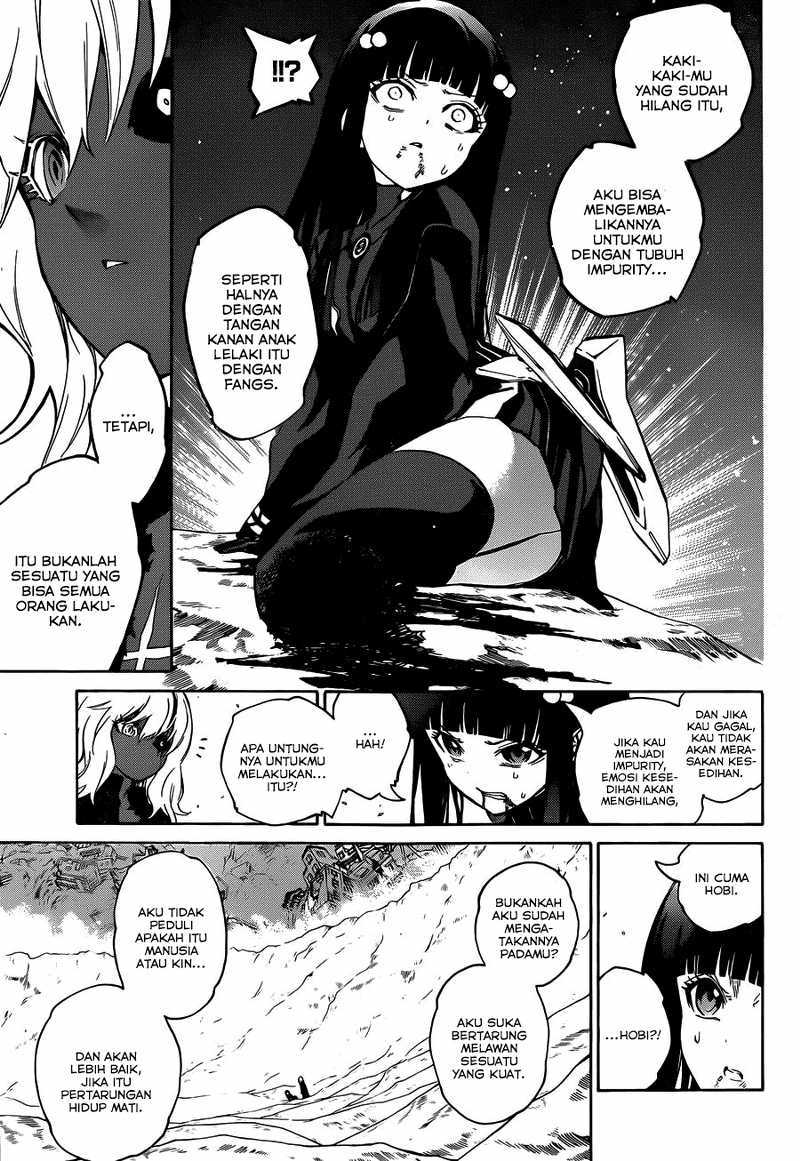 KAKI-
KAKI-MU
YANG SUDAH
HILANG ITU,
AKU BISA
MENGEMBA-
LIKANNYA
UNTUKMU
DENGAN TUBUH
IMPURITY...
!!?
SEPERTI
HALNYA
DENGAN
TANGAN
KANAN ANAK
LELAKI ITU
DENGAN
FANGS.
...
TETAPI,
ITU BUKANLAH
SESUATU YANG
BISA SEMUA
ORANG LAKU-
KAN.
DAN JIKA
KAU GAGAL,
KAU TIDAK
AKAN MERA-
SAKAN KES-
EDIHAN.
JIKA KAU
MENJADI
IMPURITY,
EMOSI KESE-
DIHAN AKAN
MENGHILANG,
...
HAH!
APA UNTUNG-
NYA UNTUKMU
MELAKUKAN...
ITU?!
INI CUMA
HOBI.
...HOBI?!
BUKANKAH
AKU SUDAH
MENGA-
TAKANNYA
PADAMU?
AKU SUKA
BERTARUNG
MELAWAN
SESUATU
YANG KUAT.
AKU TIDAK
PEDULI
APAKAH ITU
MANUSIA
ATAU KIN...
DAN AKAN
LEBIH BAIK,
JIKA ITU
PERTARUNGAN
HIDUP MATI.